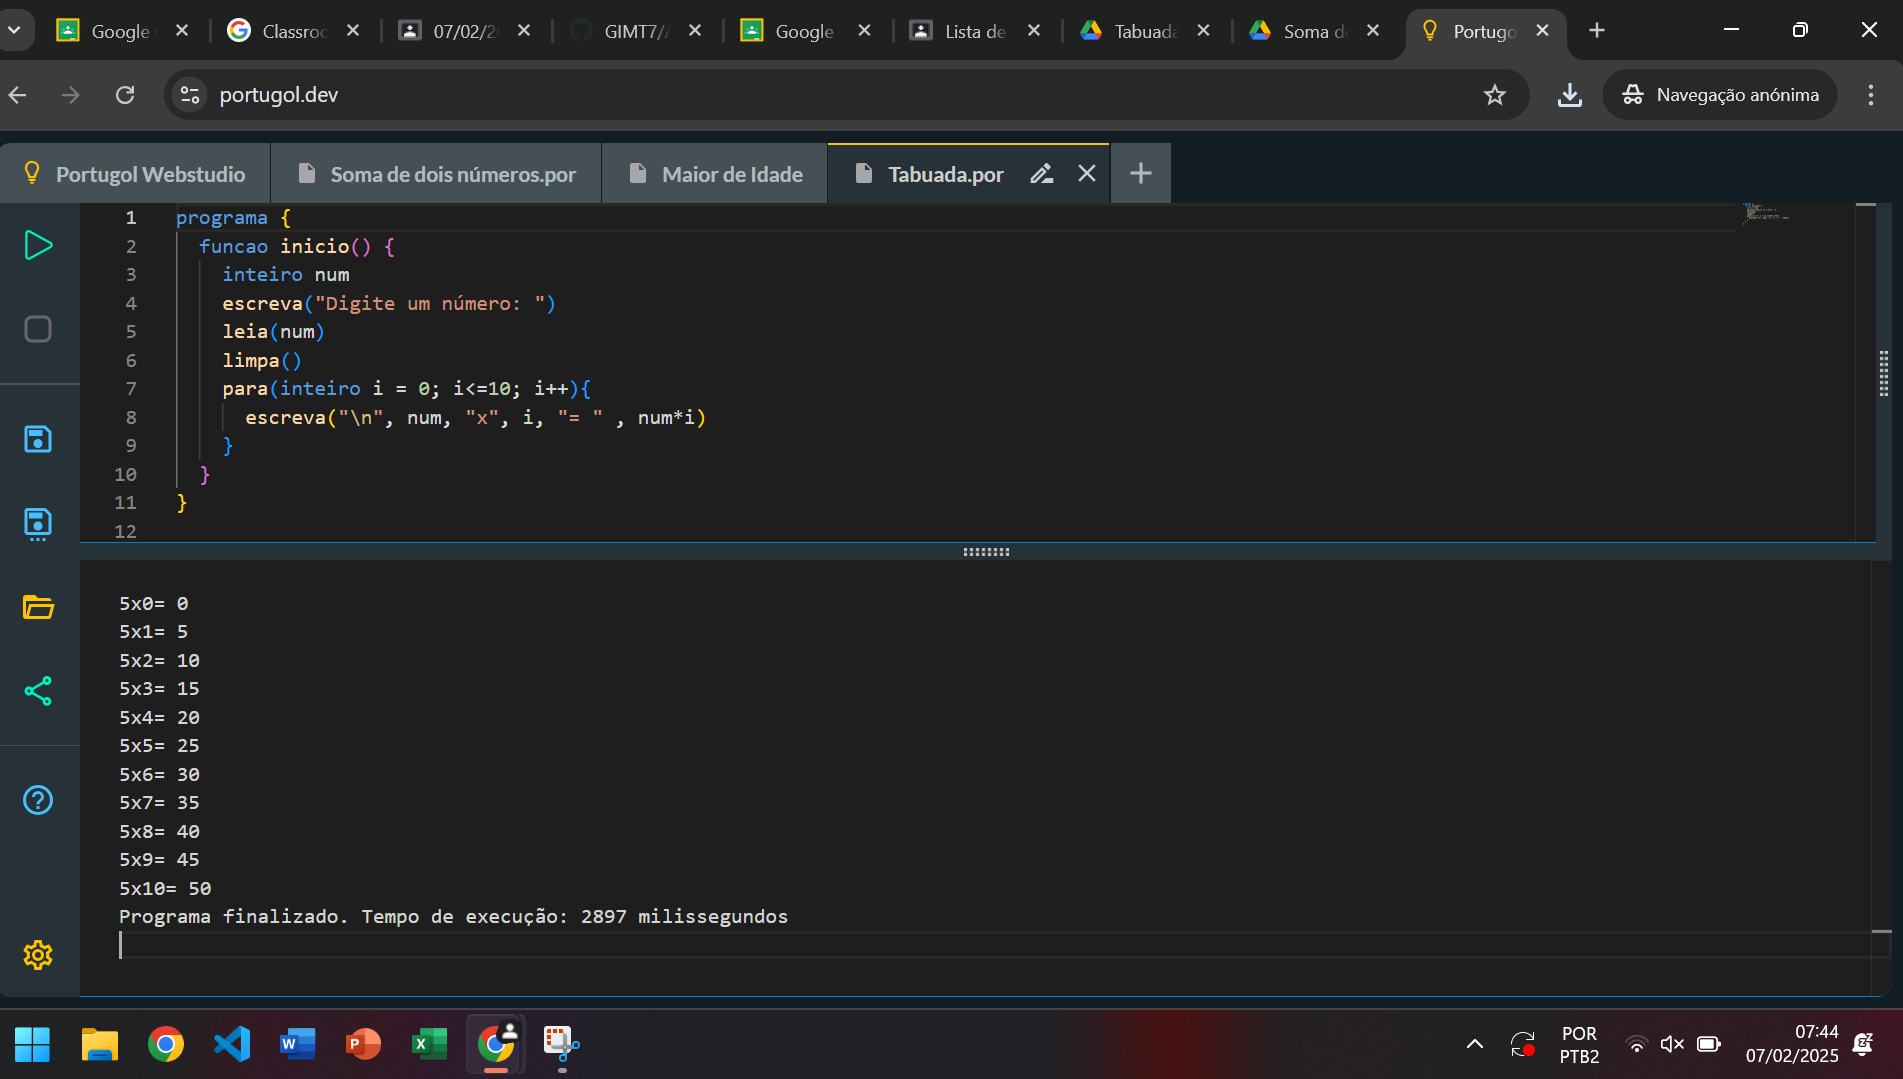 Google
Classroo
07/02/2
GIMT7/
Google
Lista de
Tabuada
Soma d
Portugo
portugol.dev
Navegação anónima
Portugol Webstudio
Soma de dois números.por
Maior de Idade
Tabuada.por
1 programa {
2 funcao inicio() {
3 inteiro num
4 escreva("Digite um número: ")
5 leia(num)
6 limpa()
7 para(inteiro i = 0; i<=10; i++){
8 escreva("\n", num, "x", i, "= " , num*i)
9 }
10 }
11 }
12
5x0= 0
5x1= 5
5x2= 10
5x3= 15
5x4= 20
5x5= 25
5x6= 30
5x7= 35
5x8= 40
5x9= 45
5x10= 50
Programa finalizado. Tempo de execução: 2897 milissegundos
POR
PTB2
07:44
07/02/2025